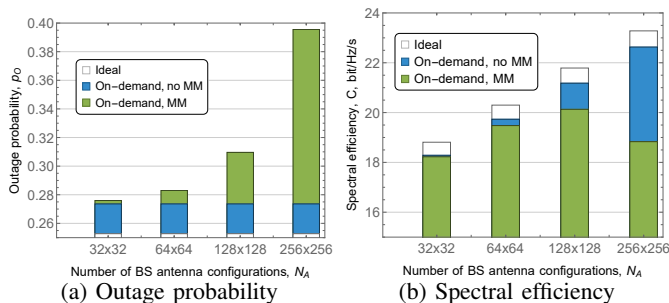 0.40
0.38
0.36
0.34
0.32
0.30
0.28
0.26
Outage probability, p_O
Ideal
On-demand, no MM
On-demand, MM
32x32 64x64 128x128 256x256
Number of BS antenna configurations, N_A
(a) Outage probability
24
22
20
18
16
Spectral efficiency, C, bit/Hz/s
Ideal
On-demand, no MM
On-demand, MM
32x32 64x64 128x128 256x256
Number of BS antenna configurations, N_A
(b) Spectral efficiency